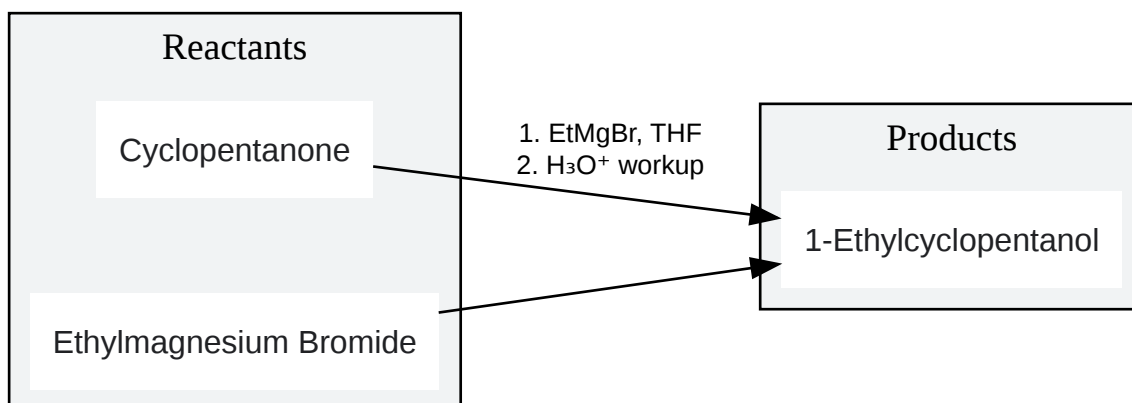 Reactants
Cyclopentanone
Ethylmagnesium Bromide
1. EtMgBr, THF
2. H₃O⁺ workup
Products
1-Ethylcyclopentanol